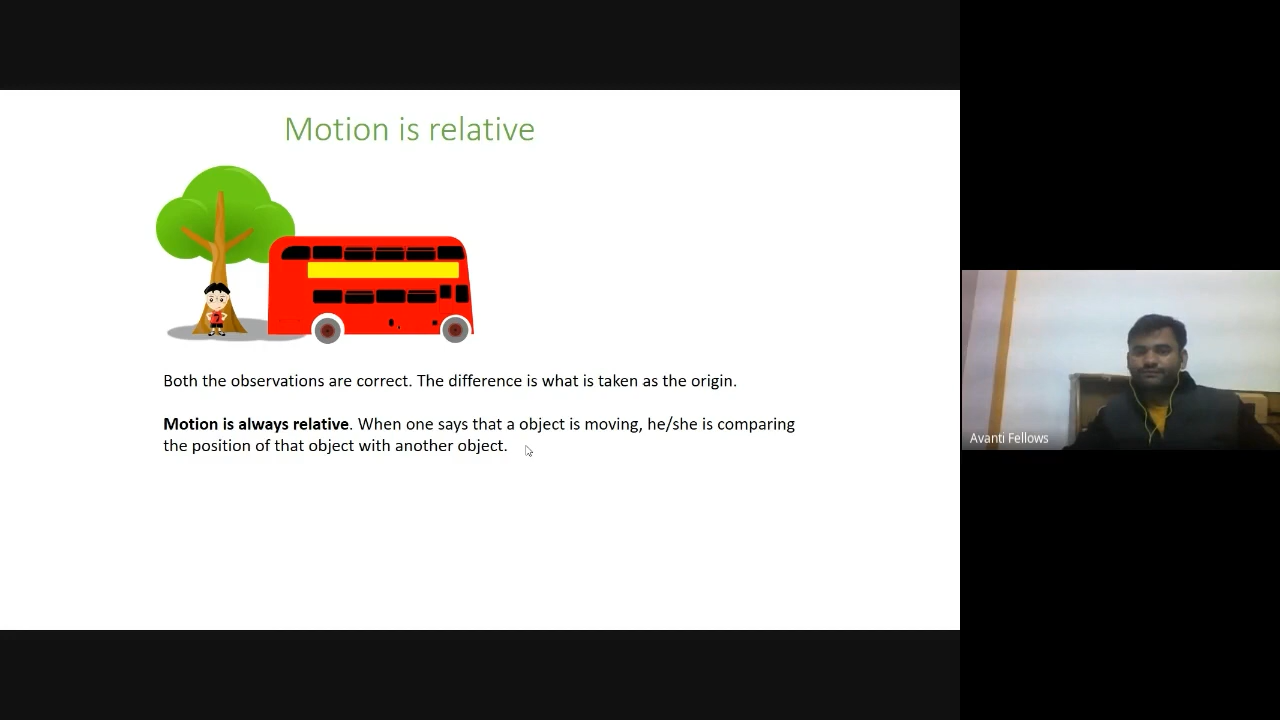 Motion is relative
Both the observations are correct. The difference is what is taken as the origin.
Motion is always relative. When one says that a object is moving, he/she is comparing
the position of that object with another object.
Avanti Fellows